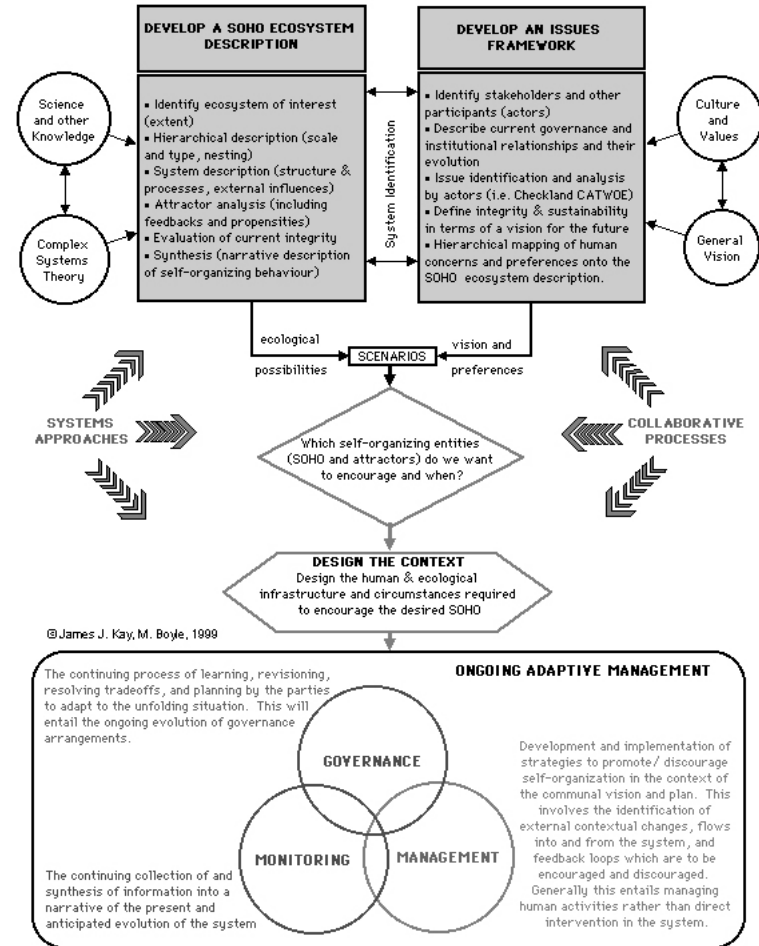 DEVELOP A SOHO ECOSYSTEM
DESCRIPTION
▪ Identify ecosystem of interest
(extent)
▪ Hierarchical description (scale
and type, nesting)
▪ System description (structure &
processes, external influences)
▪ Attractor analysis (including
feedbacks and propensities)
▪ Evaluation of current integrity
▪ Synthesis (narrative description
of self-organizing behaviour)
DEVELOP AN ISSUES
FRAMEWORK
▪ Identify stakeholders and other
participants (actors)
▪ Describe current governance and
institutional relationships and their
evolution
▪ Issue identification and analysis
by actors (i.e. Checkland CATWOE)
▪ Define integrity & sustainability
in terms of a vision for the future
▪ Hierarchical mapping of human
concerns and preferences onto the
SOHO ecosystem description.
Science
and other
Knowledge
Complex
Systems
Theory
System Identification
Culture
and
Values
General
Vision
ecological
possibilities
SCENARIOS
vision and
preferences
SYSTEMS
APPROACHES
Which self-organizing entities
(SOHO and attractors) do we want
to encourage and when?
COLLABORATIVE
PROCESSES
DESIGN THE CONTEXT
Design the human & ecological
infrastructure and circumstances required
to encourage the desired SOHO
©James J. Kay, M. Boyle, 1999
ONGOING ADAPTIVE MANAGEMENT
The continuing process of learning, revisioning,
resolving tradeoffs, and planning by the parties
to adapt to the unfolding situation. This will
entail the ongoing evolution of governance
arrangements.
GOVERNANCE
MONITORING
MANAGEMENT
Development and implementation of
strategies to promote/ discourage
self-organization in the context of
the communal vision and plan. This
involves the identification of
external contextual changes, flows
into and from the system, and
feedback loops which are to be
encouraged and discouraged.
Generally this entails managing
human activities rather than direct
intervention in the system.
The continuing collection of and
synthesis of information into a
narrative of the present and
anticipated evolution of the system